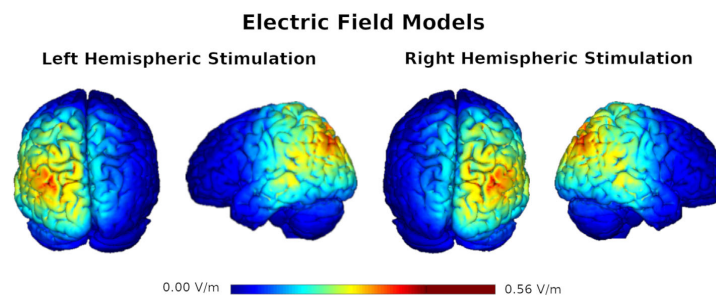 Electric Field Models
Left Hemispheric Stimulation
Right Hemispheric Stimulation
0.00 V/m
0.56 V/m